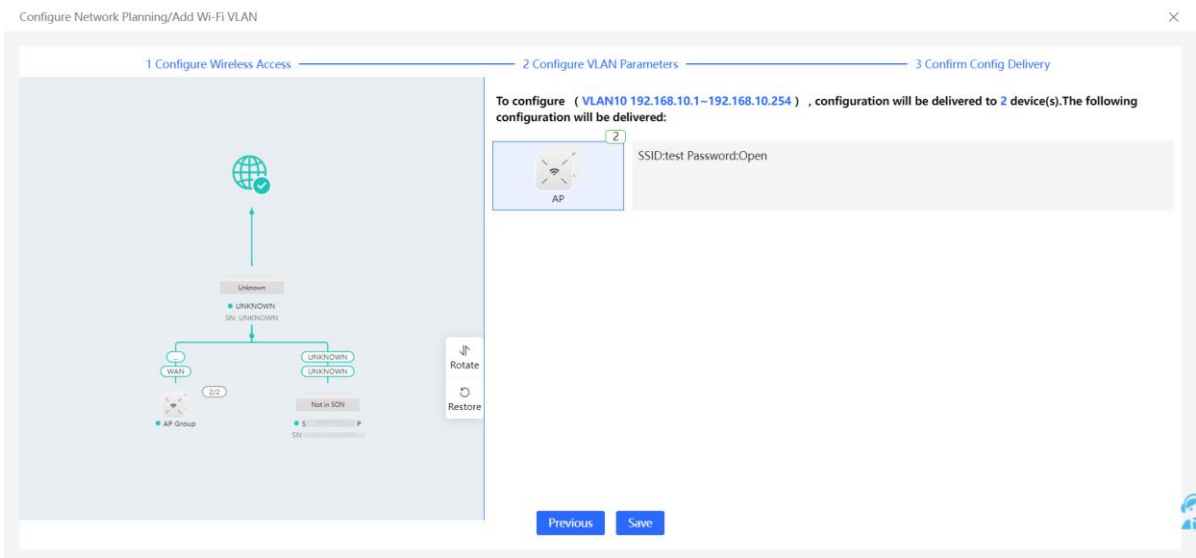 Configure Network Planning/Add Wi-Fi VLAN
1 Configure Wireless Access
2 Configure VLAN Parameters
3 Confirm Config Delivery
To configure ( VLAN10 192.168.10.1~192.168.10.254 ) , configuration will be delivered to 2 device(s).The following
configuration will be delivered:
2
AP
SSID:test Password:Open
Unknown
UNKNOWN
SN: UNKNOWN
...
WAN
UNKNOWN
UNKNOWN
2/2
AP Group
Not in SON
S P
SN
Rotate
Restore
Previous
Save